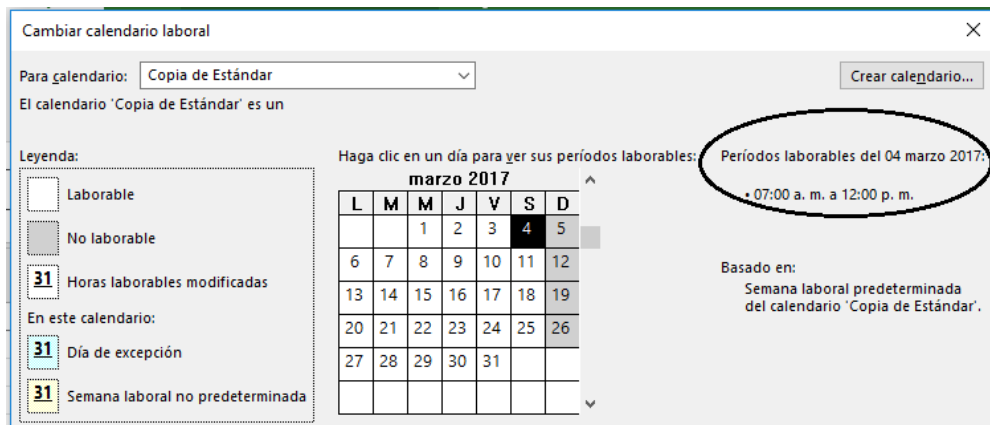 Cambiar calendario laboral
Para calendario: Copia de Estándar
Crear calendario...
El calendario 'Copia de Estándar' es un
Leyenda:
Laborable
No laborable
31 Horas laborables modificadas
En este calendario:
31 Día de excepción
31 Semana laboral no predeterminada
Haga clic en un día para ver sus períodos laborables:
marzo 2017
L M M J V S D
1 2 3 4 5
6 7 8 9 10 11 12
13 14 15 16 17 18 19
20 21 22 23 24 25 26
27 28 29 30 31
Períodos laborables del 04 marzo 2017:
• 07:00 a. m. a 12:00 p. m.
Basado en:
Semana laboral predeterminada
del calendario 'Copia de Estándar'.